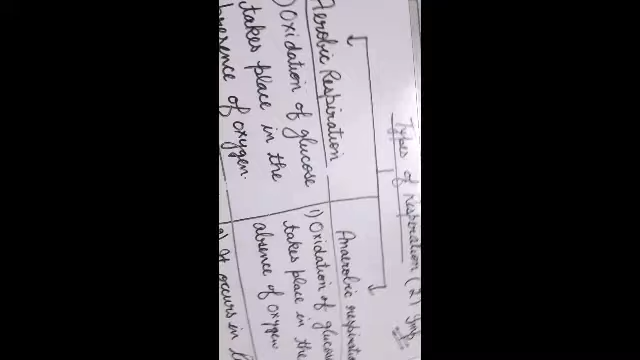 Types of Respiration (2) Imp
Aerobic Respiration
Oxidation of glucose
takes place in the
presence of oxygen.
Anaerobic respiration
1) Oxidation of glucose
takes place in the
absence of oxygen
2) It occurs in